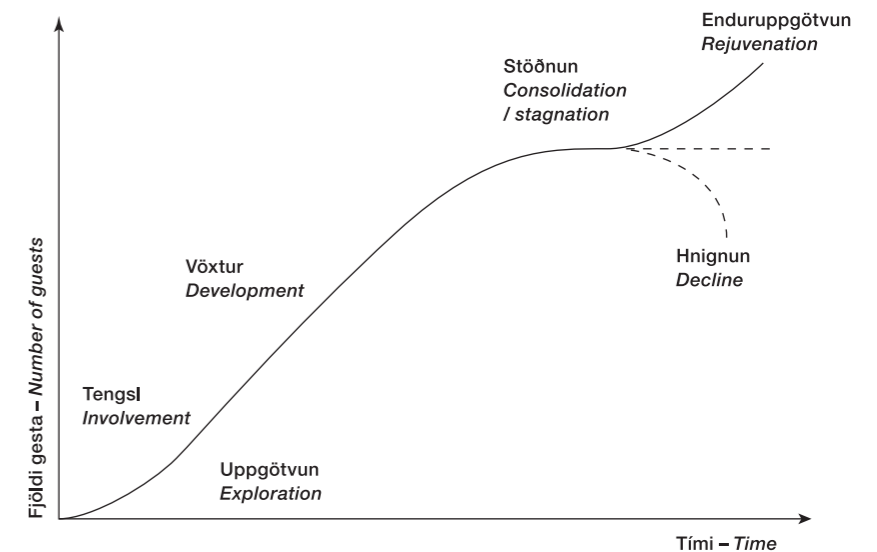 Enduruppgötvun
Rejuvenation
Stöðnun
Consolidation
/ stagnation
Hnignun
Decline
Vöxtur
Development
Tengsl
Involvement
Uppgötvun
Exploration
Fjöldi gesta – Number of guests
Tími – Time